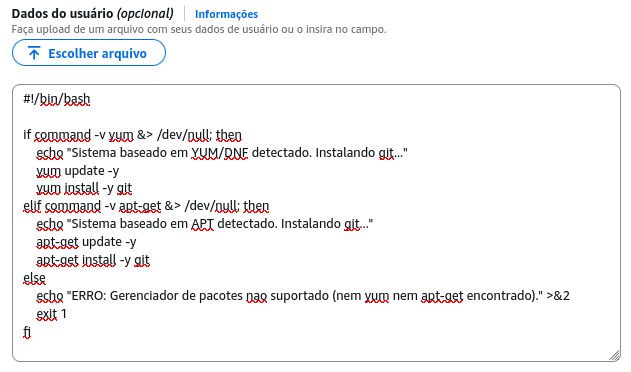 Dados do usuário (opcional) | Informações
Faça upload de um arquivo com seus dados de usuário ou o insira no campo.
Escolher arquivo
#!/bin/bash

if command -v yum &> /dev/null; then
    echo "Sistema baseado em YUM/DNF detectado. Instalando git..."
    yum update -y
    yum install -y git
elif command -v apt-get &> /dev/null; then
    echo "Sistema baseado em APT detectado. Instalando git..."
    apt-get update -y
    apt-get install -y git
else
    echo "ERRO: Gerenciador de pacotes nao suportado (nem yum nem apt-get encontrado)." >&2
    exit 1
fi